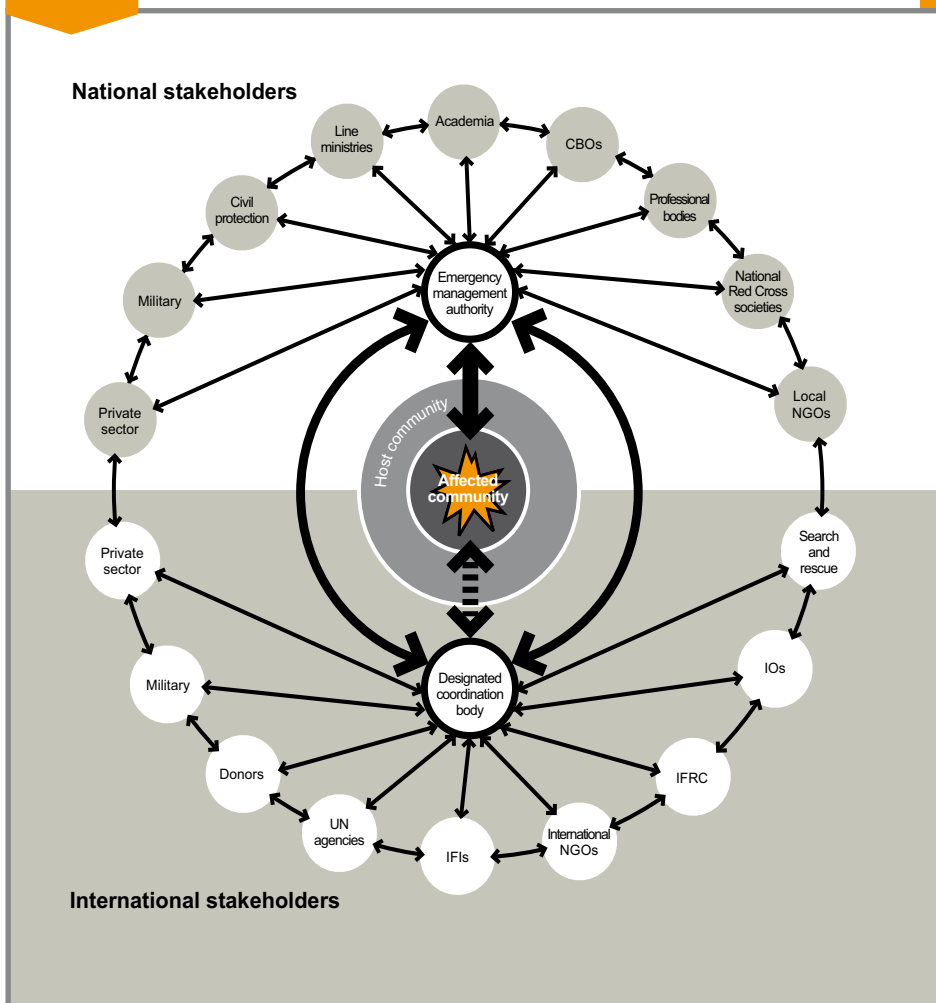 National stakeholders
Academia
Line
ministries
CBOs
Civil
protection
Professional
bodies
Military
Emergency
management
authority
National
Red Cross
societies
Private
sector
Local
NGOs
Host community
Affected
community
Private
sector
Search
and
rescue
Military
Designated
coordination
body
IOs
Donors
IFRC
UN
agencies
IFIs
International
NGOs
International stakeholders